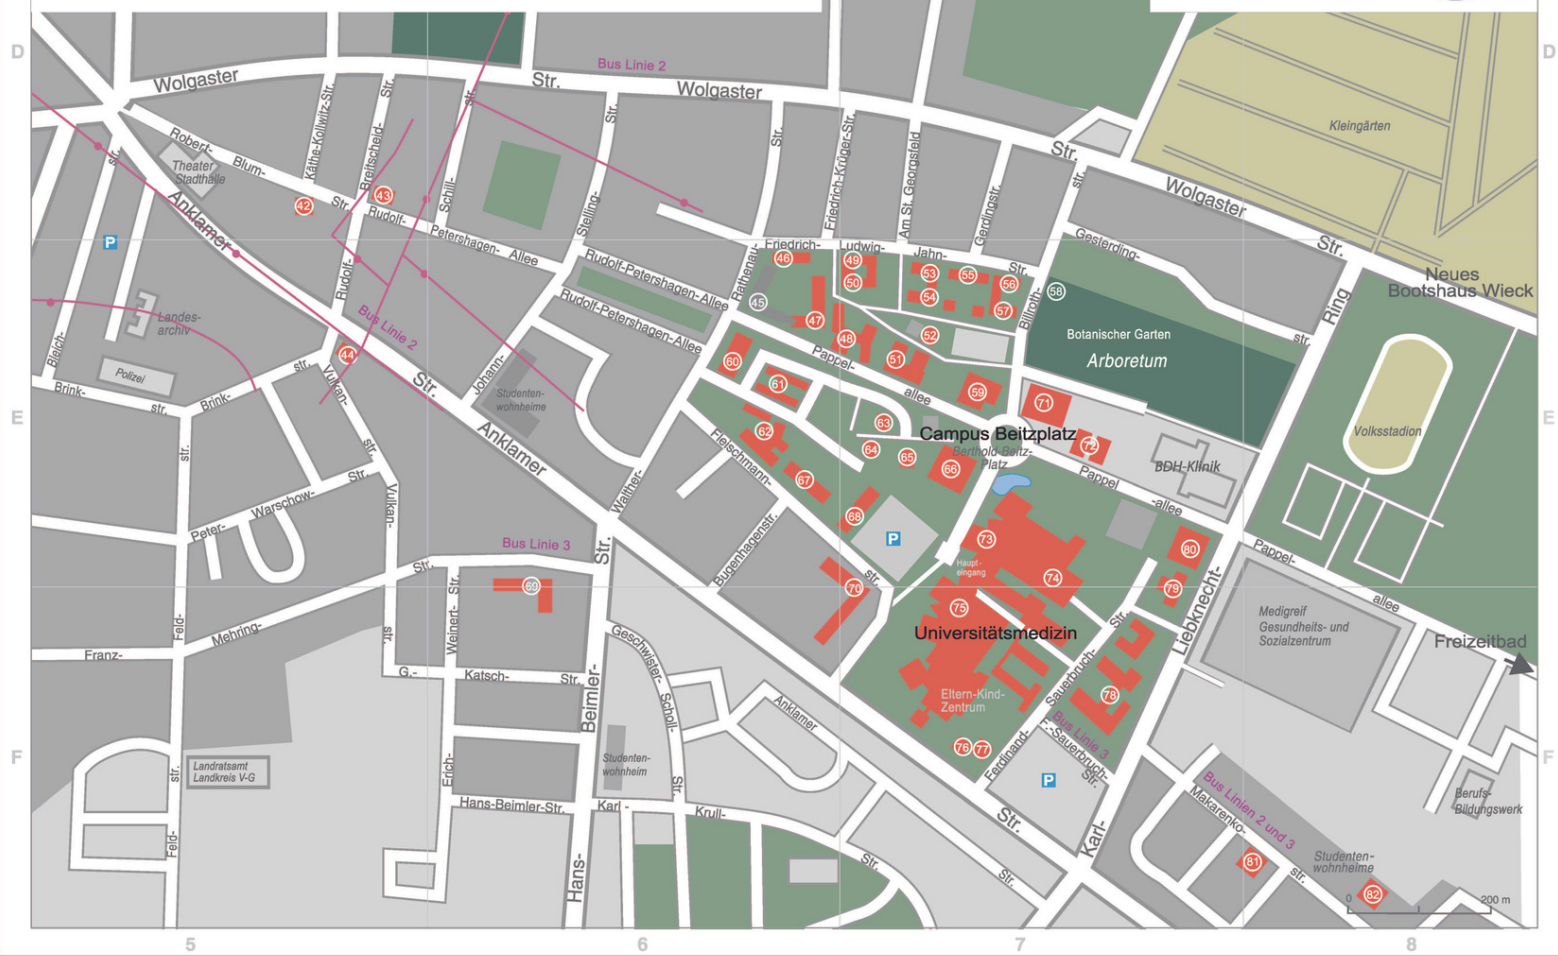 D
D
Bus Linie 2
Wolgaster
Str.
Wolgaster
Str.
Wolgaster
Str.
Kleingärten
Robert-
Blum-
Str.
Käthe-Kollwitz-Str.
Breitscheid-
Str.
Rudolf-
Schill-
str.
Stelling-
Str.
Str.
Friedrich-Krüger-Str.
Am St. Georgsfeld
Gerdingstr.
str.
Theater
Stadthalle
str.
42
43
Rudolf-
Petershagen-
Allee
Anklamer
P
Gesterding-
str.
Neues
Bootshaus Wieck
Ring
Friedrich-
Ludwig-
Jahn-
Str.
46
49
50
53
55
56
54
57
58
45
47
48
52
51
Rathenau
Billroth-
Rudolf-Petershagen-Allee
Rudolf-Petershagen-Allee
Botanischer Garten
Arboretum
Landes-
archiv
Bus Linie 2
44
Polizei
Bleich-
Brink-
str.
Brink-
str.
Vulkan-
str.
Str.
Johann-
Studenten-
wohnheime
60
61
Pappel-
allee
59
71
72
E
E
Volksstadion
Anklamer
62
63
64
65
66
67
68
Campus Beitzplatz
Berthold-Beitz-
Platz
BDH-Klinik
Pappel
-allee
Fleischmann-
str.
Walther-
Bugenhagenstr.
P
str.
Peter-
Warschow-
Str.
Vulkan-
str.
Bus Linie 3
Str.
Str.
69
70
Haupt-
eingang
73
74
75
80
79
Pappel-
allee
Medigreif
Gesundheits- und
Sozialzentrum
Universitätsmedizin
Freizeitbad
Liebknecht-
Feld-
Mehring-
Franz-
Weinert-
Str.
G.-
Katsch-
Str.
Geschwister-
Scholl-
Str.
Beimler-
Sauerbruch-
Str.
78
Eltern-Kind-
Zentrum
76
77
Bus Linie 3
F.-Sauerbruch-
Str.
Ferdinand-
P
Anklamer
F
F
Landratsamt
Landkreis V-G
str.
Erich-
Studenten-
wohnheim
Hans-Beimler-Str.
Karl -
Krull-
Str.
Str.
Str.
Karl-
Bus Linien 2 und 3
Makarenko-
str.
Berufs-
Bildungswerk
Studenten-
wohnheime
81
82
Feld-
Hans-
0
200 m
5
6
7
8